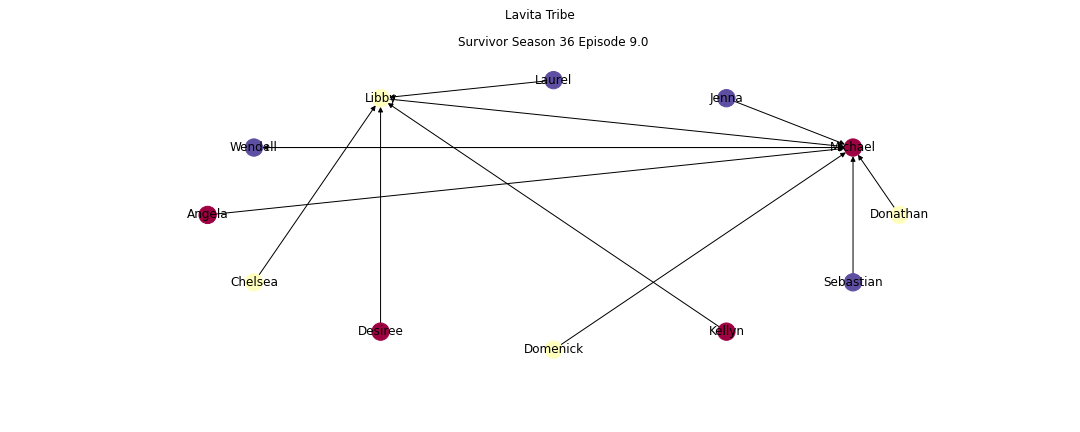 Lavita Tribe
Survivor Season 36 Episode 9.0
Laurel
Libby
Jenna
Wendell
Michael
Angela
Donathan
Chelsea
Sebastian
Desiree
Kellyn
Domenick